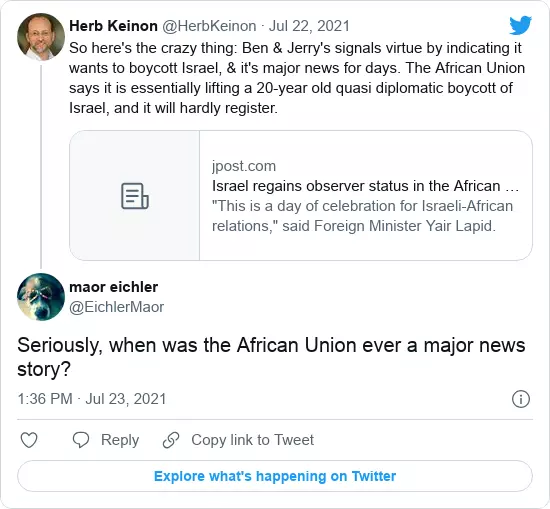 Herb Keinon @HerbKeinon · Jul 22, 2021
So here's the crazy thing: Ben & Jerry's signals virtue by indicating it
wants to boycott Israel, & it's major news for days. The African Union
says it is essentially lifting a 20-year old quasi diplomatic boycott of
Israel, and it will hardly register.
jpost.com
Israel regains observer status in the African …
"This is a day of celebration for Israeli-African
relations," said Foreign Minister Yair Lapid.
maor eichler
@EichlerMaor
Seriously, when was the African Union ever a major news
story?
1:36 PM · Jul 23, 2021
Reply
Copy link to Tweet
Explore what's happening on Twitter